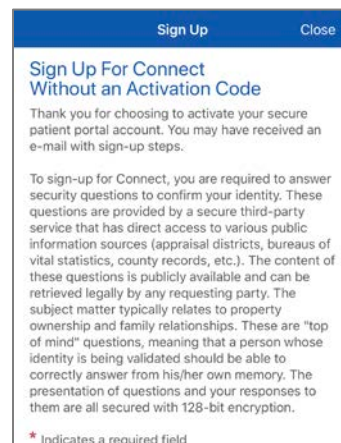 Sign Up Close
Sign Up For Connect
Without an Activation Code
Thank you for choosing to activate your secure
patient portal account. You may have received an
e-mail with sign-up steps.
To sign-up for Connect, you are required to answer
security questions to confirm your identity. These
questions are provided by a secure third-party
service that has direct access to various public
information sources (appraisal districts, bureaus of
vital statistics, county records, etc.). The content of
these questions is publicly available and can be
retrieved legally by any requesting party. The
subject matter typically relates to property
ownership and family relationships. These are "top
of mind" questions, meaning that a person whose
identity is being validated should be able to
correctly answer from his/her own memory. The
presentation of questions and your responses to
them are all secured with 128-bit encryption.
* Indicates a required field